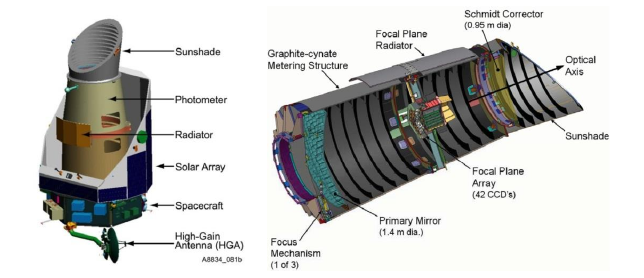 Sunshade
Photometer
Radiator
Solar Array
Spacecraft
High-Gain
Antenna (HGA)
A8834_081b
Schmidt Corrector
(0.95 m dia)
Focal Plane
Radiator
Graphite-cynate
Metering Structure
Optical
Axis
Sunshade
Focal Plane
Array
(42 CCD's)
Primary Mirror
(1.4 m dia.)
Focus
Mechanism
(1 of 3)